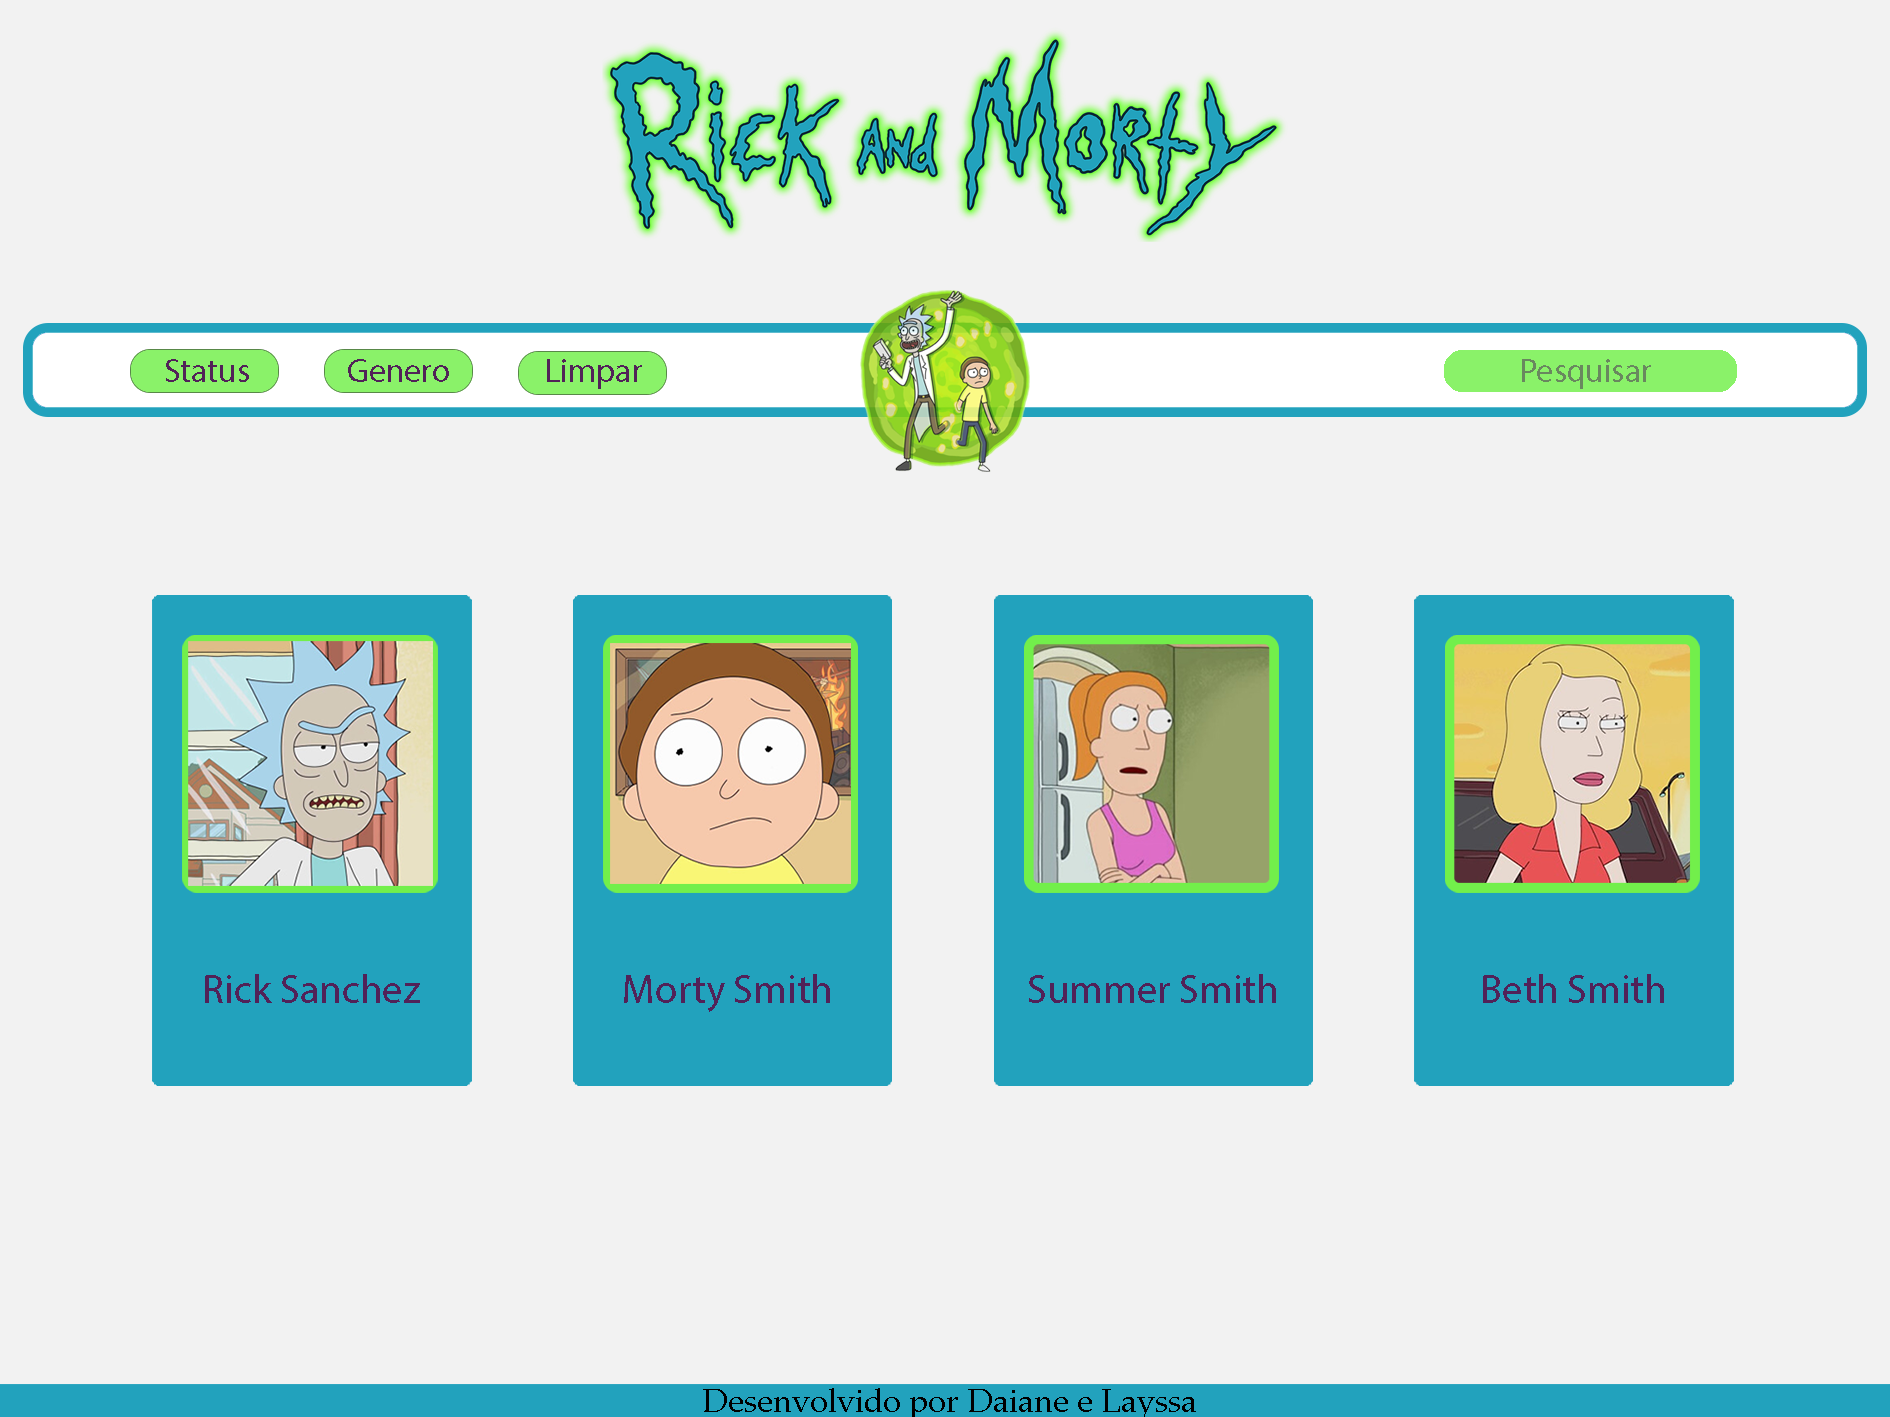 Rick and Morty
Status Genero Limpar Pesquisar
Rick Sanchez Morty Smith Summer Smith Beth Smith
Desenvolvido por Daiane e Layssa